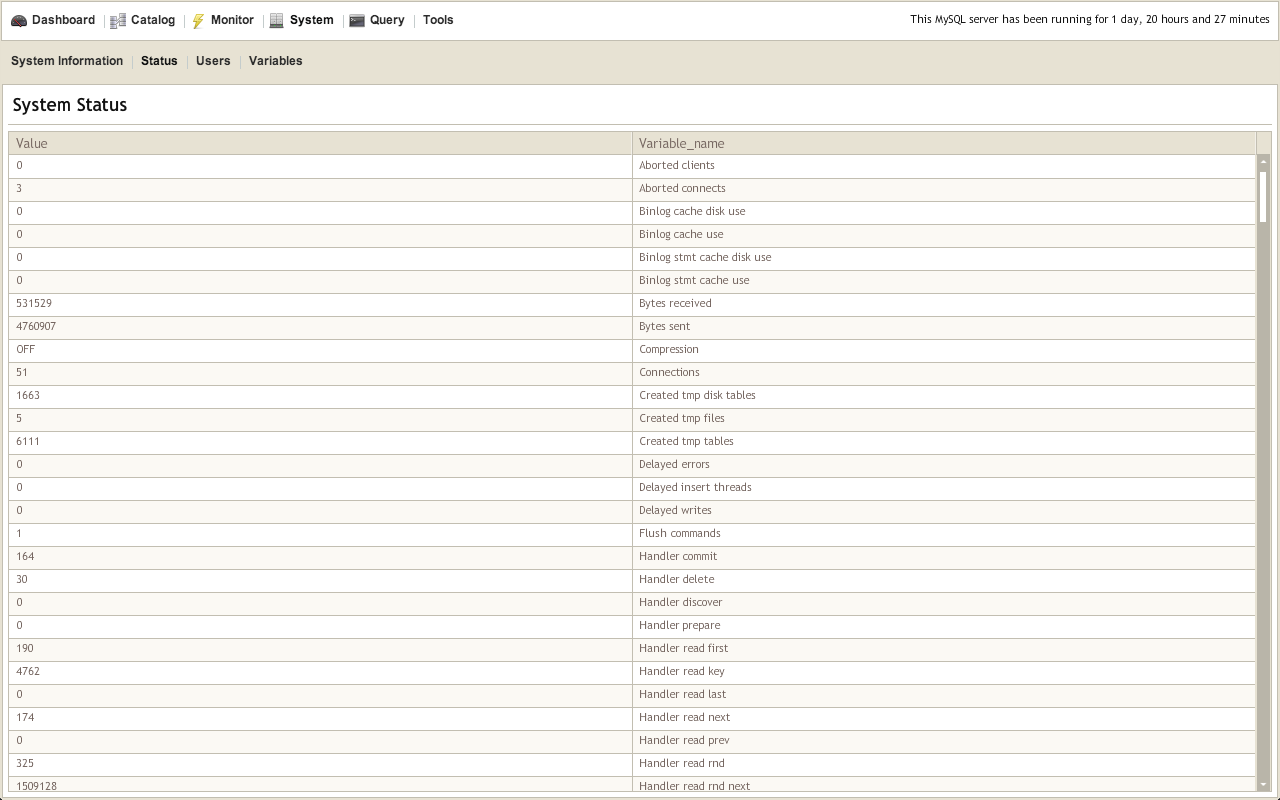 Dashboard Catalog Monitor System Query Tools This MySQL server has been running for 1 day, 20 hours and 27 minutes
System Information Status Users Variables
System Status
Value Variable_name
0 Aborted clients
3 Aborted connects
0 Binlog cache disk use
0 Binlog cache use
0 Binlog stmt cache disk use
0 Binlog stmt cache use
531529 Bytes received
4760907 Bytes sent
OFF Compression
51 Connections
1663 Created tmp disk tables
5 Created tmp files
6111 Created tmp tables
0 Delayed errors
0 Delayed insert threads
0 Delayed writes
1 Flush commands
164 Handler commit
30 Handler delete
0 Handler discover
0 Handler prepare
190 Handler read first
4762 Handler read key
0 Handler read last
174 Handler read next
0 Handler read prev
325 Handler read rnd
1509128 Handler read rnd next